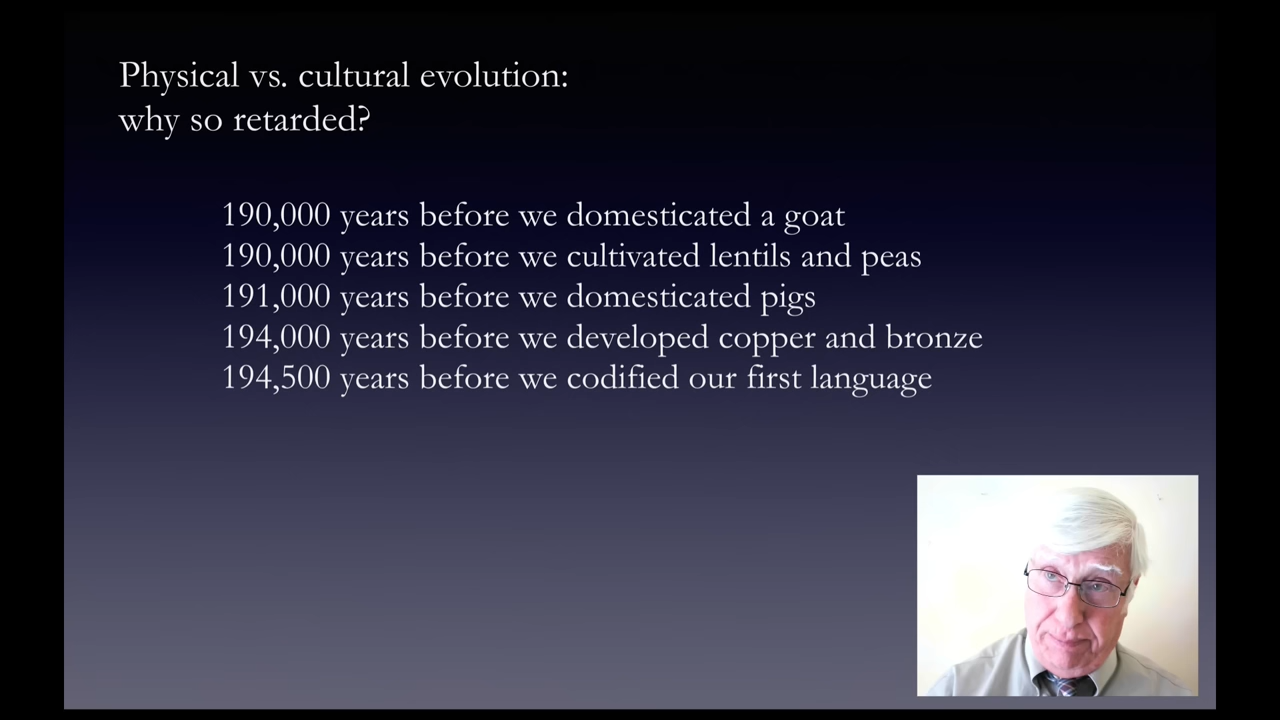 Physical vs. cultural evolution:
why so retarded?
190,000 years before we domesticated a goat
190,000 years before we cultivated lentils and peas
191,000 years before we domesticated pigs
194,000 years before we developed copper and bronze
194,500 years before we codified our first language